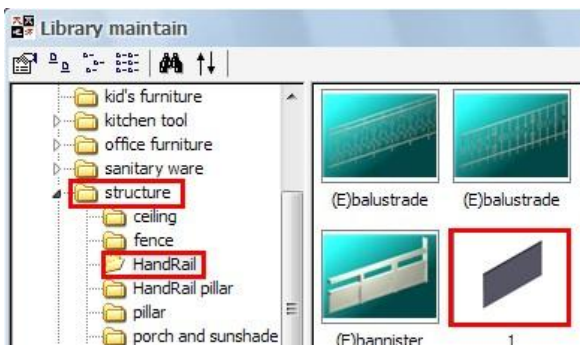 Library maintain
kid's furniture
kitchen tool
office furniture
sanitary ware
structure
ceiling
fence
HandRail
HandRail pillar
pillar
porch and sunshade
(E)balustrade
(E)balustrade
(E)bannister
1